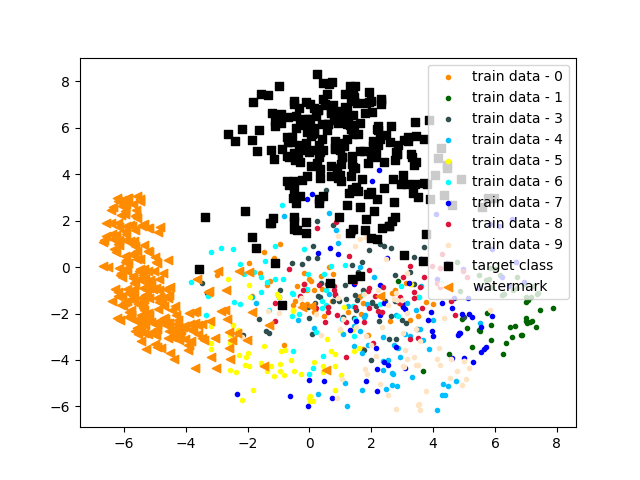 8
6
4
2
0
−2
−4
−6
−6 −4 −2 0 2 4 6 8
train data - 0
train data - 1
train data - 3
train data - 4
train data - 5
train data - 6
train data - 7
train data - 8
train data - 9
target class
watermark